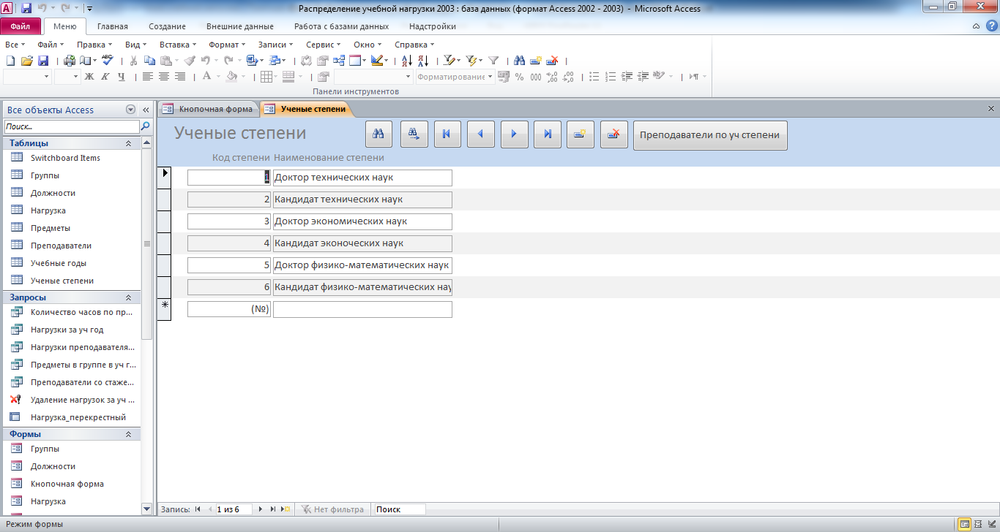 Распределение учебной нагрузки 2003 : база данных (формат Access 2002 - 2003) - Microsoft Access
Файл Меню Главная Создание Внешние данные Работа с базами данных Надстройки
Все Файл Правка Вид Вставка Формат Записи Сервис Окно Справка
Ж К Ч Форматирование % 000
Панели инструментов
Все объекты Access
Поиск...
Таблицы
Switchboard Items
Группы
Должности
Нагрузка
Предметы
Преподаватели
Учебные годы
Ученые степени
Запросы
Количество часов по пр...
Нагрузки за уч год
Нагрузки преподавателя...
Предметы в группе в уч г...
Преподаватели со стаже...
Удаление нагрузок за уч ...
Нагрузка_перекрестный
Формы
Группы
Должности
Кнопочная форма
Нагрузка
Кнопочная форма Ученые степени
Ученые степени Преподаватели по уч степени
Код степени Наименование степени
1 Доктор технических наук
2 Кандидат технических наук
3 Доктор экономических наук
4 Кандидат эконоческих наук
5 Доктор физико-математических наук
6 Кандидат физико-математических нау
(№)
Запись: 1 из 6 Нет фильтра Поиск
Режим формы